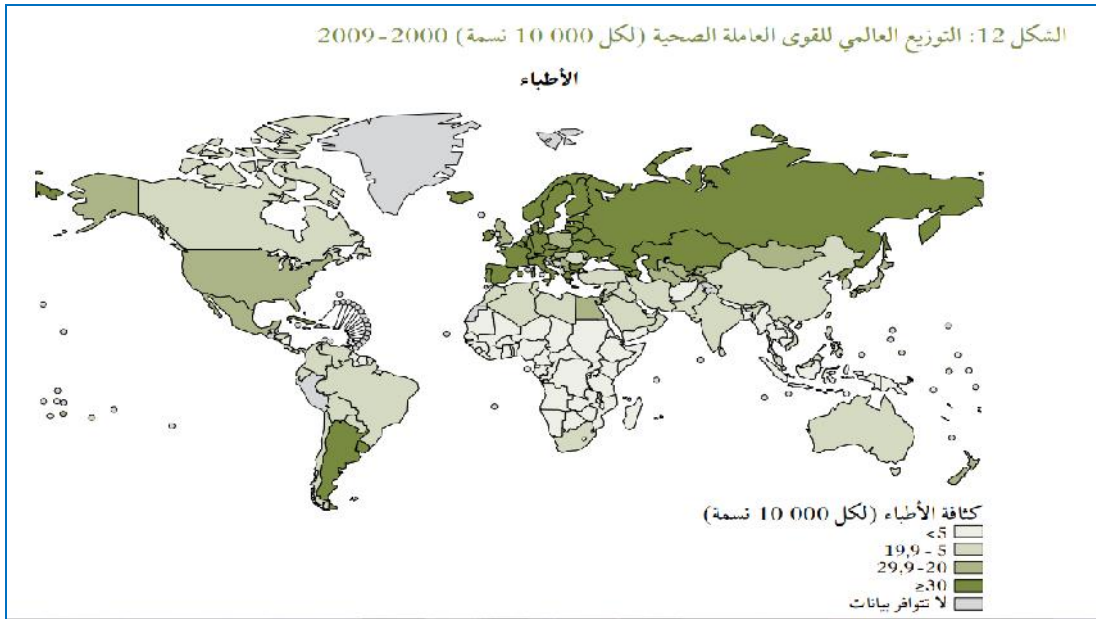 الشكل 12: التوزيع العالمي للقوى العاملة الصحية (لكل 000 10 نسمة) 2000-2009
الأطباء
كثافة الأطباء (لكل 000 10 نسمة)
<5
5 - 19,9
20-29,9
≥30
لا تتوافر بيانات